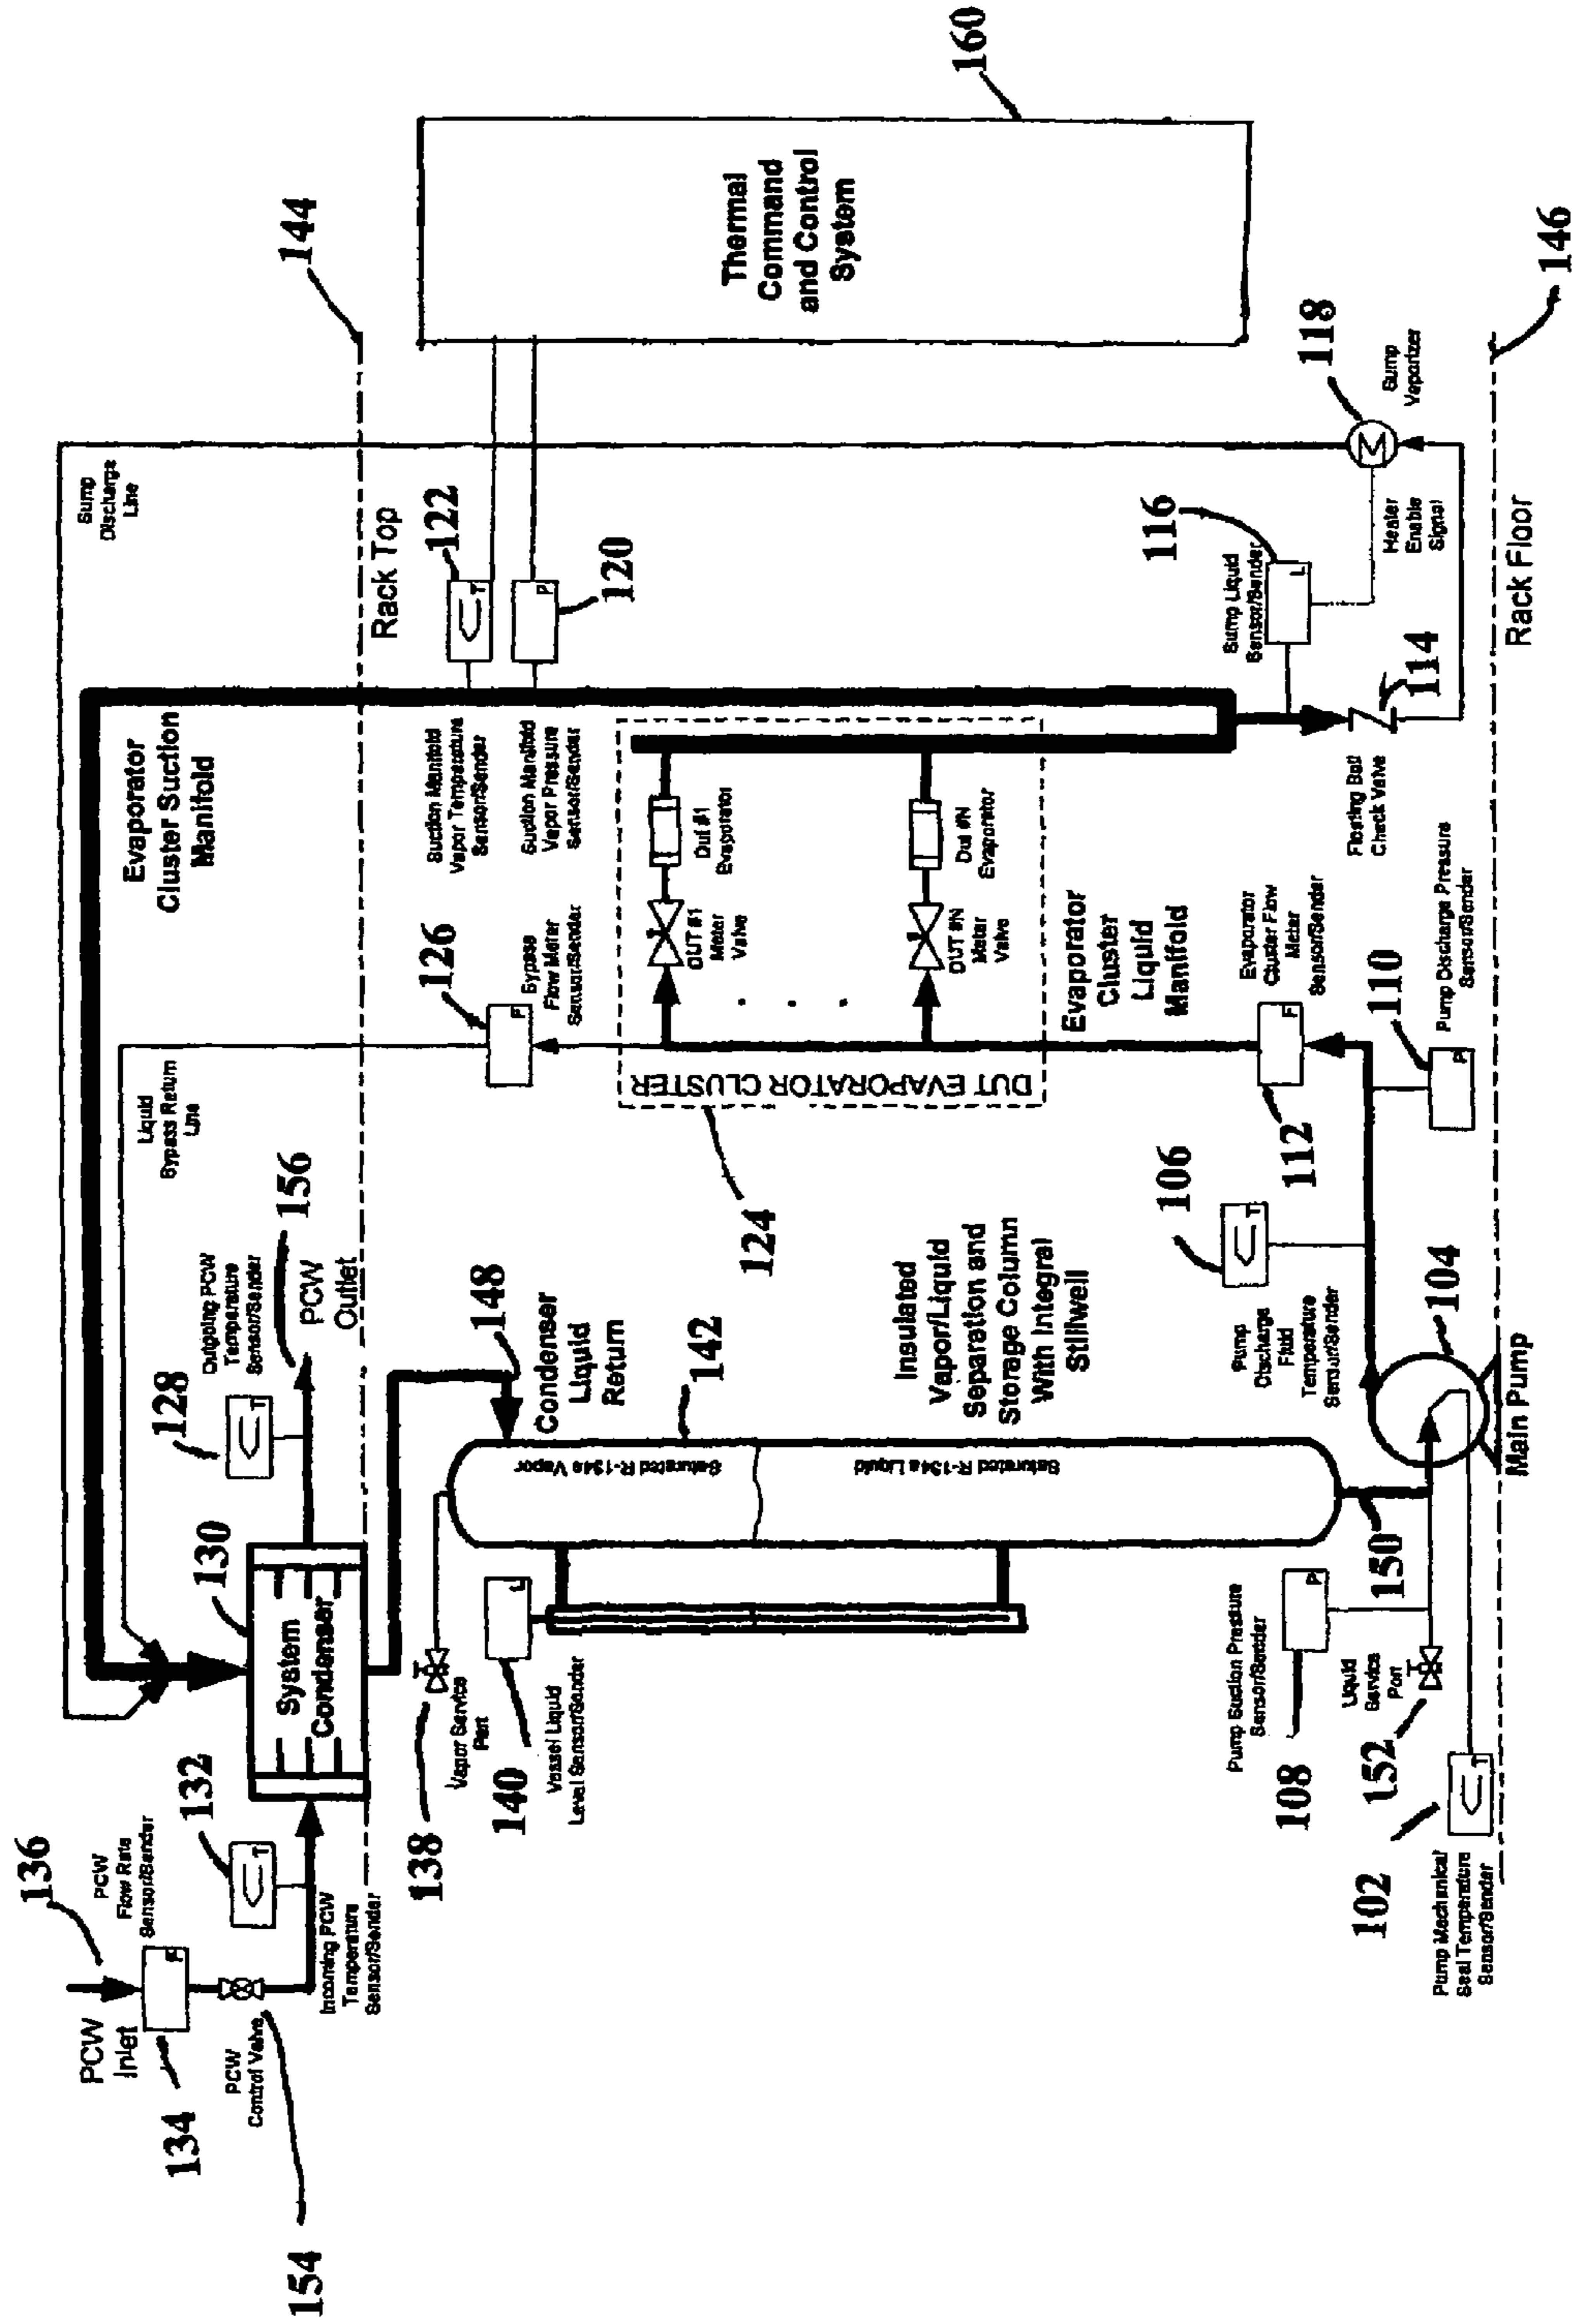 136
PCW
Inlet
PCW
Flow Rate
Sensor/Sender
134
PCW
Control Valve
154
132
Incoming PCW
Temperature
Sensor/Sender
130
System
Condenser
128
Outgoing PCW
Temperature
Sensor/Sender
156
PCW
Outlet
Liquid
Bypass Return
Line
Evaporator
Cluster Suction
Manifold
Sump
Discharge
Line
144
Rack Top
138
Vapor Service
Port
140
Vessel Liquid
Level Sensor/Sender
148
Condenser
Liquid
Return
142
Saturated R-134a Vapor
Saturated R-134a Liquid
Insulated
Vapor/Liquid
Separation and
Storage Column
With Integral
Stillwell
126
Bypass
Flow Meter
Sensor/Sender
F
Suction Manifold
Vapor Temperature
Sensor/Sender
122
T
Suction Manifold
Vapor Pressure
Sensor/Sender
120
P
124
DUT EVAPORATOR CLUSTER
DUT #1
Meter
Valve
Dut #1
Evaporator
DUT #N
Meter
Valve
Dut #N
Evaporator
Evaporator
Cluster
Liquid
Manifold
160
Thermal
Command
and Control
System
Evaporator
Cluster Flow
Meter
Sensor/Sender
112
F
106
T
Pump
Discharge
Fluid
Temperature
Sensor/Sender
110
P
Pump Discharge Pressure
Sensor/Sender
Sump Liquid
Sensor/Sender
116
L
Heater
Enable
Signal
118
Sump
Vaporizer
114
Floating Ball
Check Valve
Pump Suction Pressure
Sensor/Sender
108
P
150
Liquid
Service
Port
152
102
T
Pump Mechanical
Seal Temperature
Sensor/Sender
104
Main Pump
Rack Floor
146